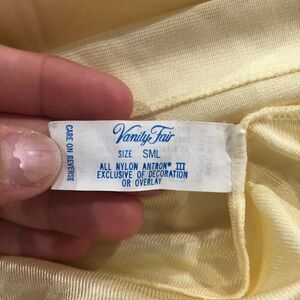 Vanity Fair
SIZE SML
ALL NYLON ANTRON® III
EXCLUSIVE OF DECORATION
OR OVERLAY
CARE ON REVERSE